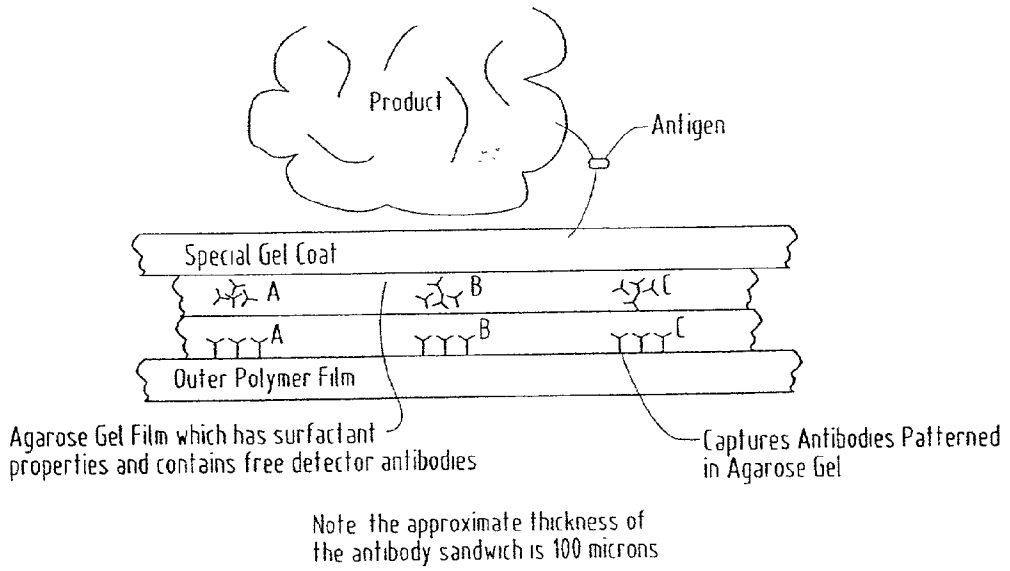 Product
Antigen
Special Gel Coat
A
B
C
A
B
C
Outer Polymer Film
Agarose Gel Film which has surfactant
properties and contains free detector antibodies
Captures Antibodies Patterned
in Agarose Gel
Note the approximate thickness of
the antibody sandwich is 100 microns